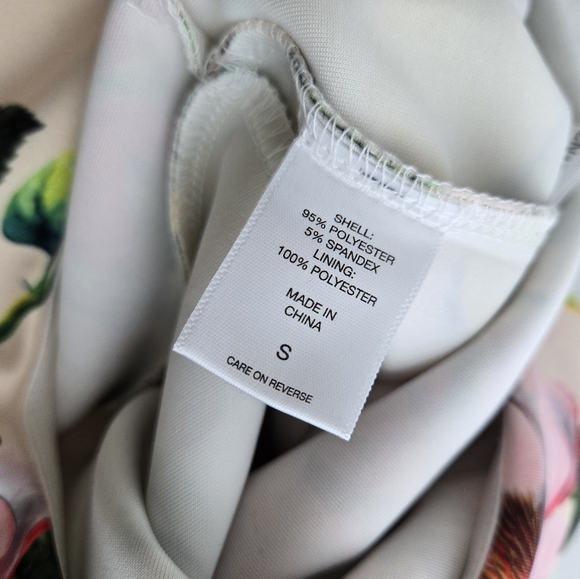 SHELL:
95% POLYESTER
5% SPANDEX
LINING:
100% POLYESTER
MADE IN
CHINA
S
CARE ON REVERSE